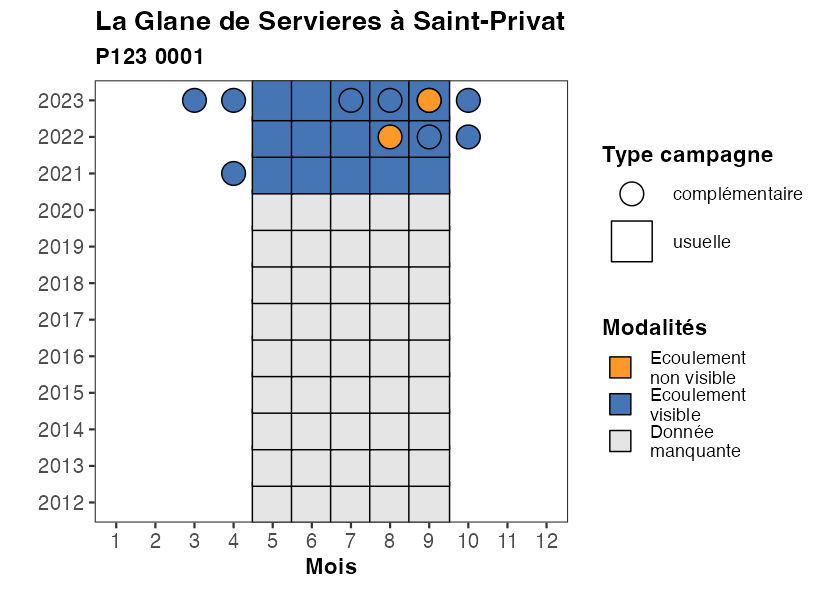 La Glane de Servieres à Saint-Privat
P123 0001
2023
2022
2021
2020
2019
2018
2017
2016
2015
2014
2013
2012
1 2 3 4 5 6 7 8 9 10 11 12
Mois
Type campagne
complémentaire
usuelle
Modalités
Ecoulement
non visible
Ecoulement
visible
Donnée
manquante